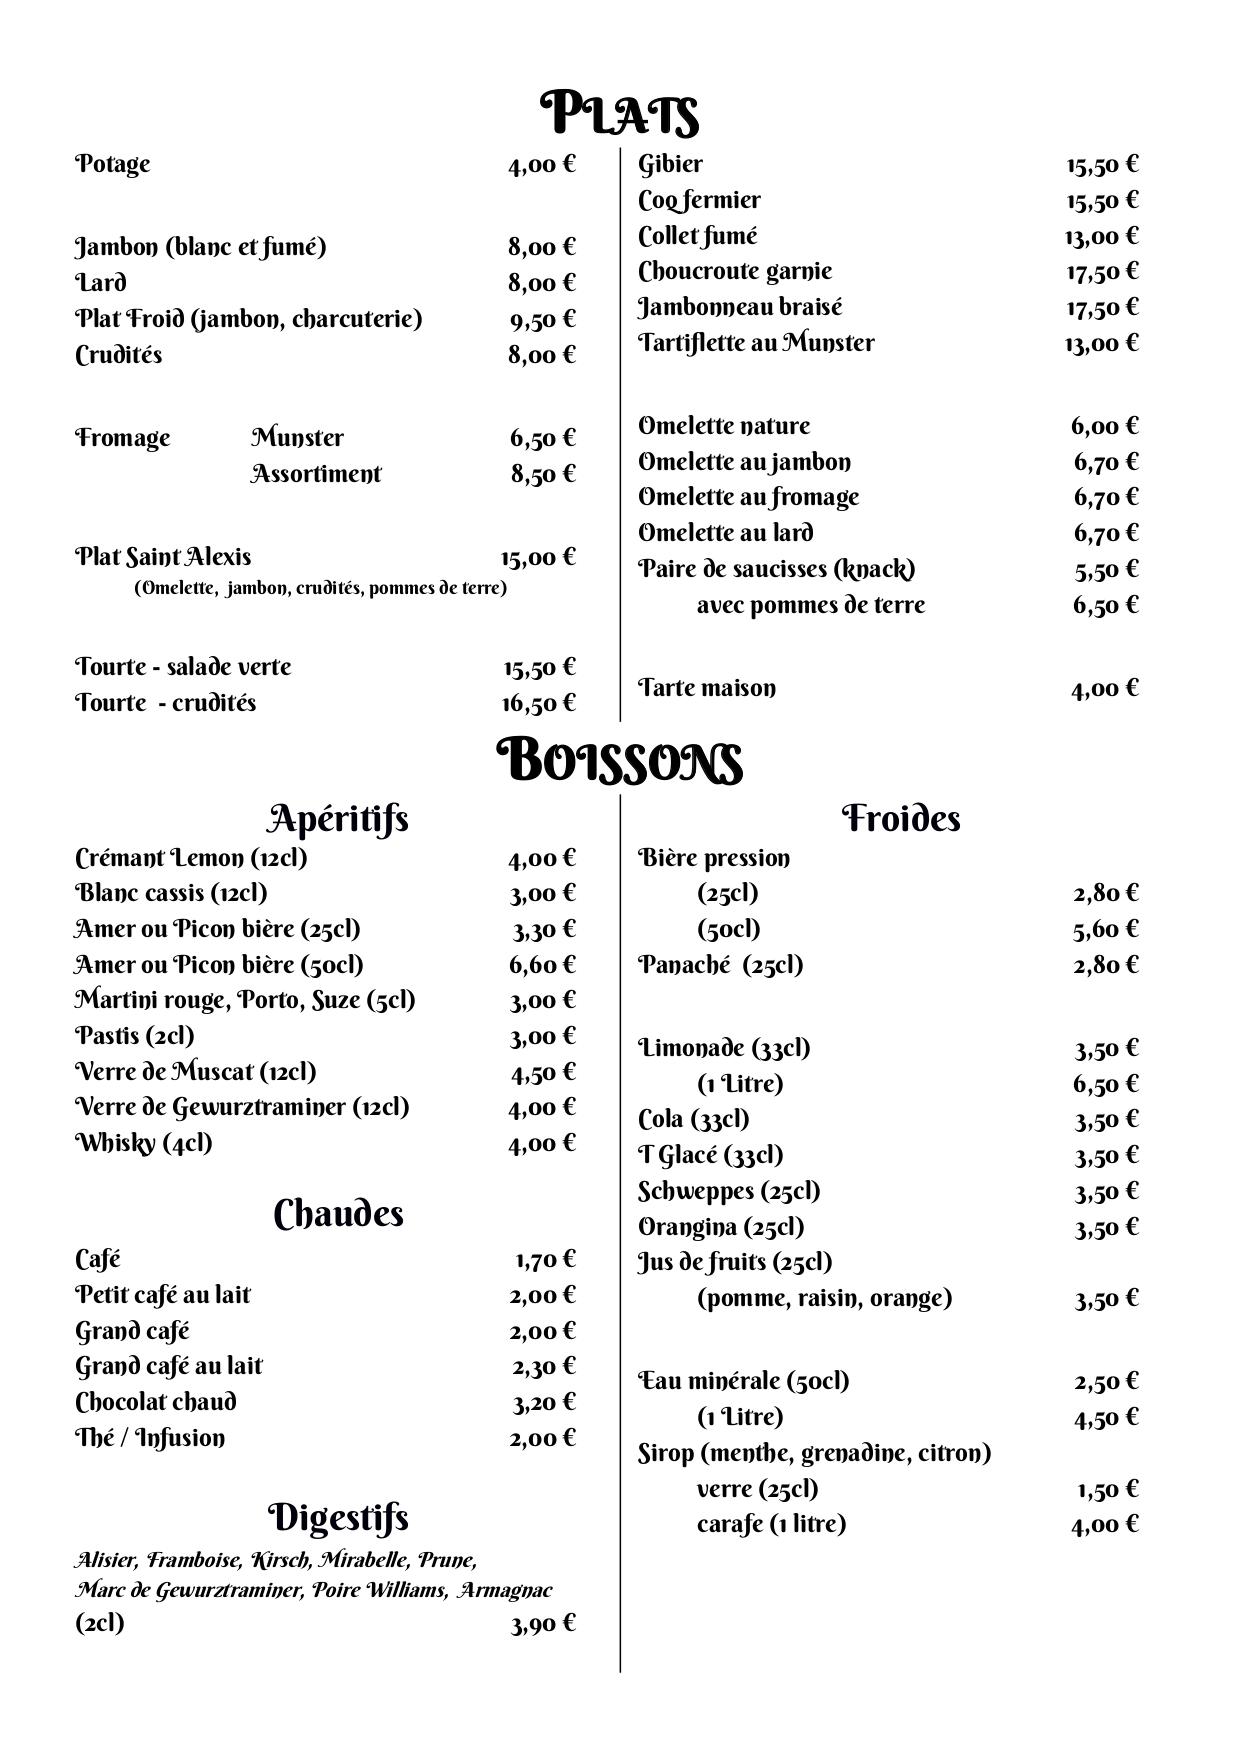 PLATS
Potage 4,00 €
Jambon (blanc et fumé) 8,00 €
Lard 8,00 €
Plat Froid (jambon, charcuterie) 9,50 €
Crudités 8,00 €
Fromage Munster 6,50 €
Assortiment 8,50 €
Plat Saint Alexis 15,00 €
(Omelette, jambon, crudités, pommes de terre)
Tourte - salade verte 15,50 €
Tourte - crudités 16,50 €
Gibier 15,50 €
Coq fermier 15,50 €
Collet fumé 13,00 €
Choucroute garnie 17,50 €
Jambonneau braisé 17,50 €
Tartiflette au Munster 13,00 €
Omelette nature 6,00 €
Omelette au jambon 6,70 €
Omelette au fromage 6,70 €
Omelette au lard 6,70 €
Paire de saucisses (knack) 5,50 €
avec pommes de terre 6,50 €
Tarte maison 4,00 €
BOISSONS
Apéritifs
Crémant Lemon (12cl) 4,00 €
Blanc cassis (12cl) 3,00 €
Amer ou Picon bière (25cl) 3,30 €
Amer ou Picon bière (50cl) 6,60 €
Martini rouge, Porto, Suze (5cl) 3,00 €
Pastis (2cl) 3,00 €
Verre de Muscat (12cl) 4,50 €
Verre de Gewurztraminer (12cl) 4,00 €
Whisky (4cl) 4,00 €
Chaudes
Café 1,70 €
Petit café au lait 2,00 €
Grand café 2,00 €
Grand café au lait 2,30 €
Chocolat chaud 3,20 €
Thé / Infusion 2,00 €
Digestifs
Alisier, Framboise, Kirsch, Mirabelle, Prune,
Marc de Gewurztraminer, Poire Williams, Armagnac
(2cl) 3,90 €
Froides
Bière pression
(25cl) 2,80 €
(50cl) 5,60 €
Panaché (25cl) 2,80 €
Limonade (33cl) 3,50 €
(1 Litre) 6,50 €
Cola (33cl) 3,50 €
T Glacé (33cl) 3,50 €
Schweppes (25cl) 3,50 €
Orangina (25cl) 3,50 €
Jus de fruits (25cl)
(pomme, raisin, orange) 3,50 €
Eau minérale (50cl) 2,50 €
(1 Litre) 4,50 €
Sirop (menthe, grenadine, citron)
verre (25cl) 1,50 €
carafe (1 litre) 4,00 €